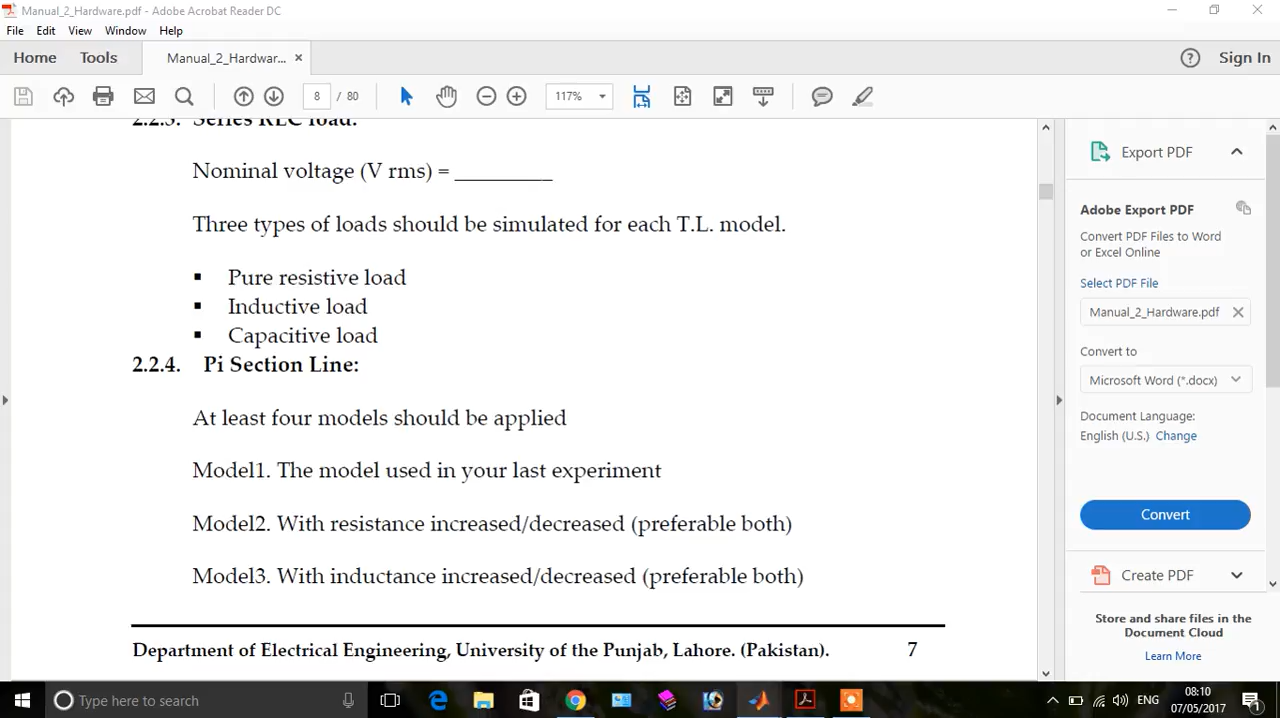 Manual_2_Hardware.pdf - Adobe Acrobat Reader DC
File Edit View Window Help
Home Tools Manual_2_Hardwar... × Sign In
8 / 80 117%
2.2.3. Series RLC load:
Nominal voltage (V rms) = _________
Three types of loads should be simulated for each T.L. model.
▪ Pure resistive load
▪ Inductive load
▪ Capacitive load
2.2.4. Pi Section Line:
At least four models should be applied
Model1. The model used in your last experiment
Model2. With resistance increased/decreased (preferable both)
Model3. With inductance increased/decreased (preferable both)
Department of Electrical Engineering, University of the Punjab, Lahore. (Pakistan). 7
Export PDF
Adobe Export PDF
Convert PDF Files to Word
or Excel Online
Select PDF File
Manual_2_Hardware.pdf
Convert to
Microsoft Word (*.docx)
Document Language:
English (U.S.) Change
Convert
Create PDF
Store and share files in the
Document Cloud
Learn More
Type here to search
ENG
08:10
07/05/2017
1